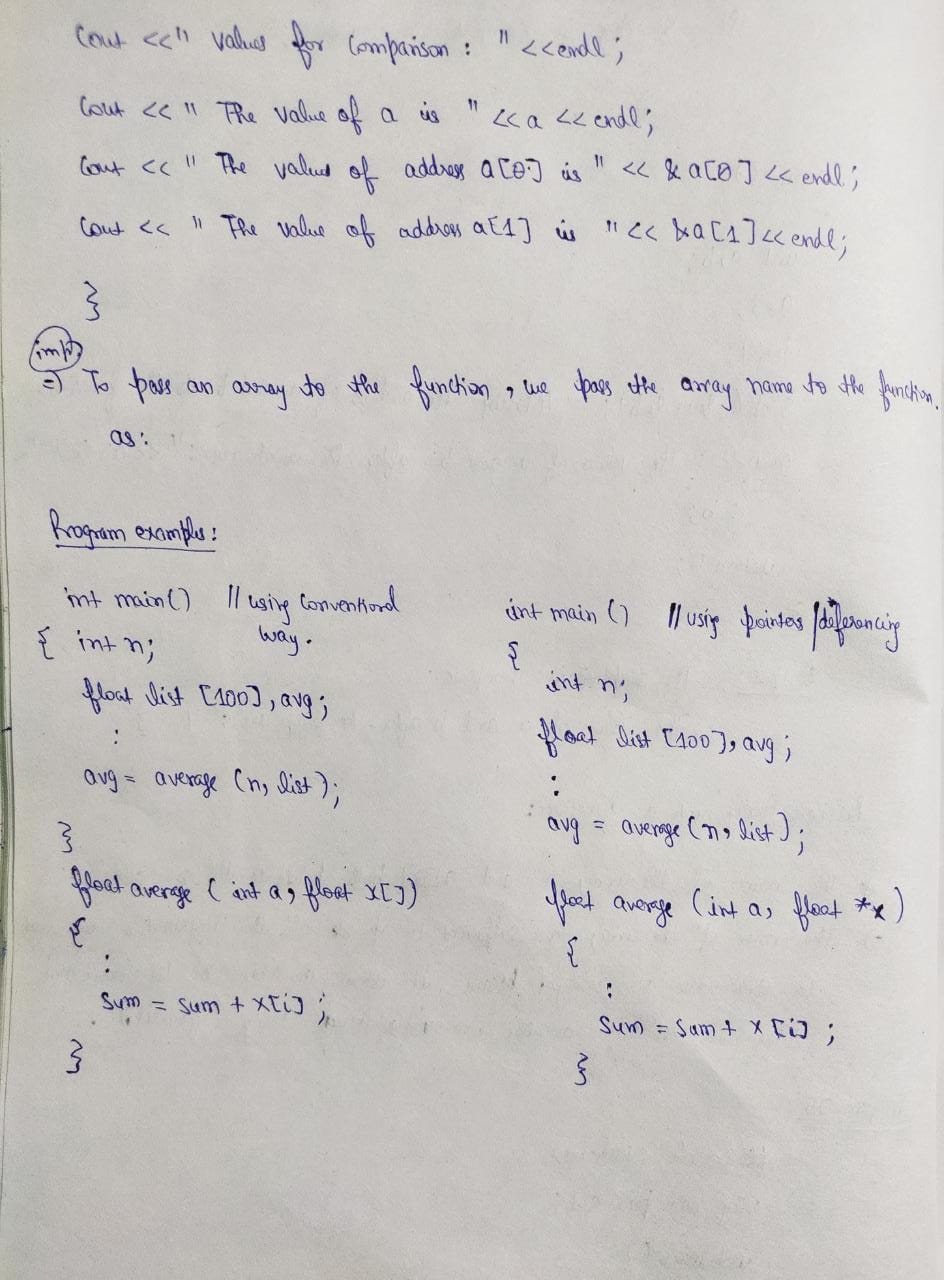 Cout <<" values for Comparison : " <<endl;
Cout << " The value of a is " <<a << endl;
Cout << " The values of address a[0] is " << & a[0] << endl;
Cout << " The value of address a[1] is " << &a[1]<<endl;
}
impt.
=) To pass an array to the function, we pass the array name to the function.
as:
Program examples:
int main() // using Conventional
way.
{ int n;
float list [100], avg;
:
avg = average (n, list);
}
float average ( int a, float x[])
{
:
sum = sum + x[i];
}
int main () // using pointers /deferencing
{
int n;
float list [100], avg;
:
avg = average (n, list);
float average (int a, float *x)
{
:
sum = sum + x [i];
}